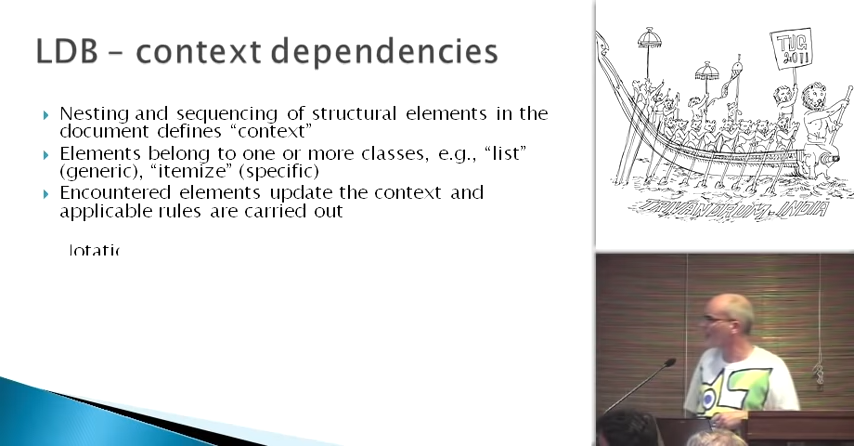 LDB – context dependencies
Nesting and sequencing of structural elements in the
document defines “context”
Elements belong to one or more classes, e.g., “list”
(generic), “itemize” (specific)
Encountered elements update the context and
applicable rules are carried out
TUG
2011
TRIVANDRUM-INDIA